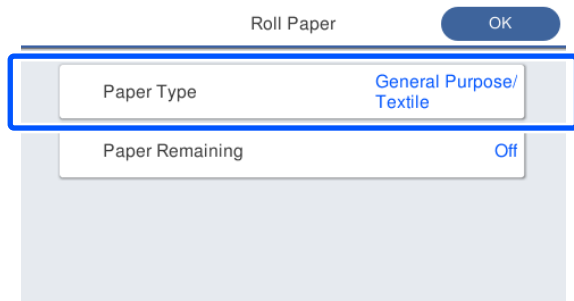 Roll Paper
OK
Paper Type
General Purpose/
Textile
Paper Remaining
Off